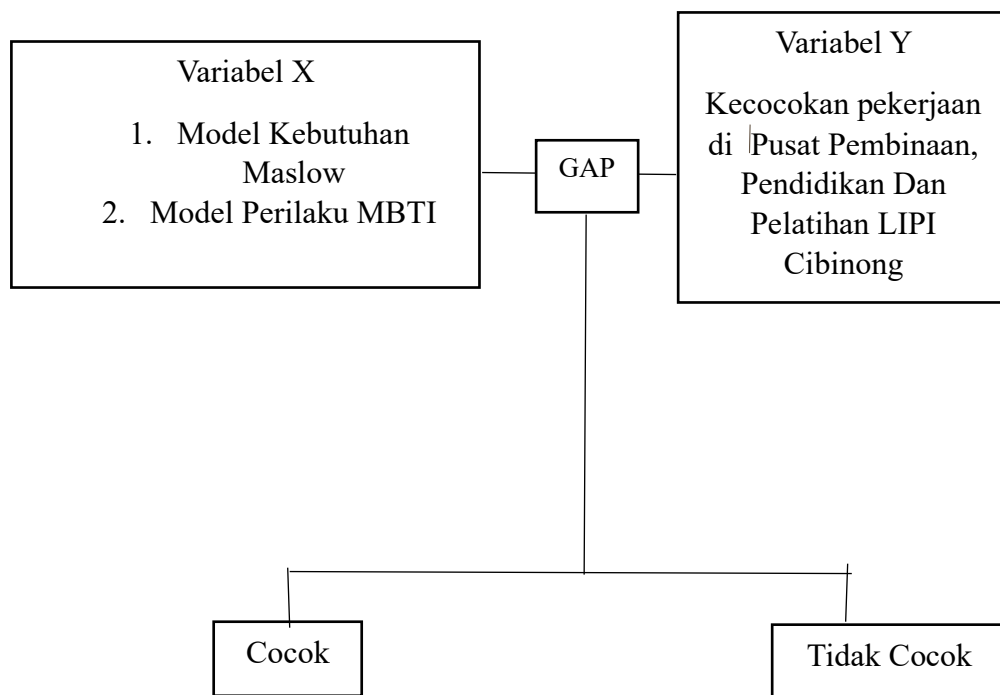 Variabel X
1. Model Kebutuhan
Maslow
2. Model Perilaku MBTI
GAP
Variabel Y
Kecocokan pekerjaan
di Pusat Pembinaan,
Pendidikan Dan
Pelatihan LIPI
Cibinong
Cocok
Tidak Cocok